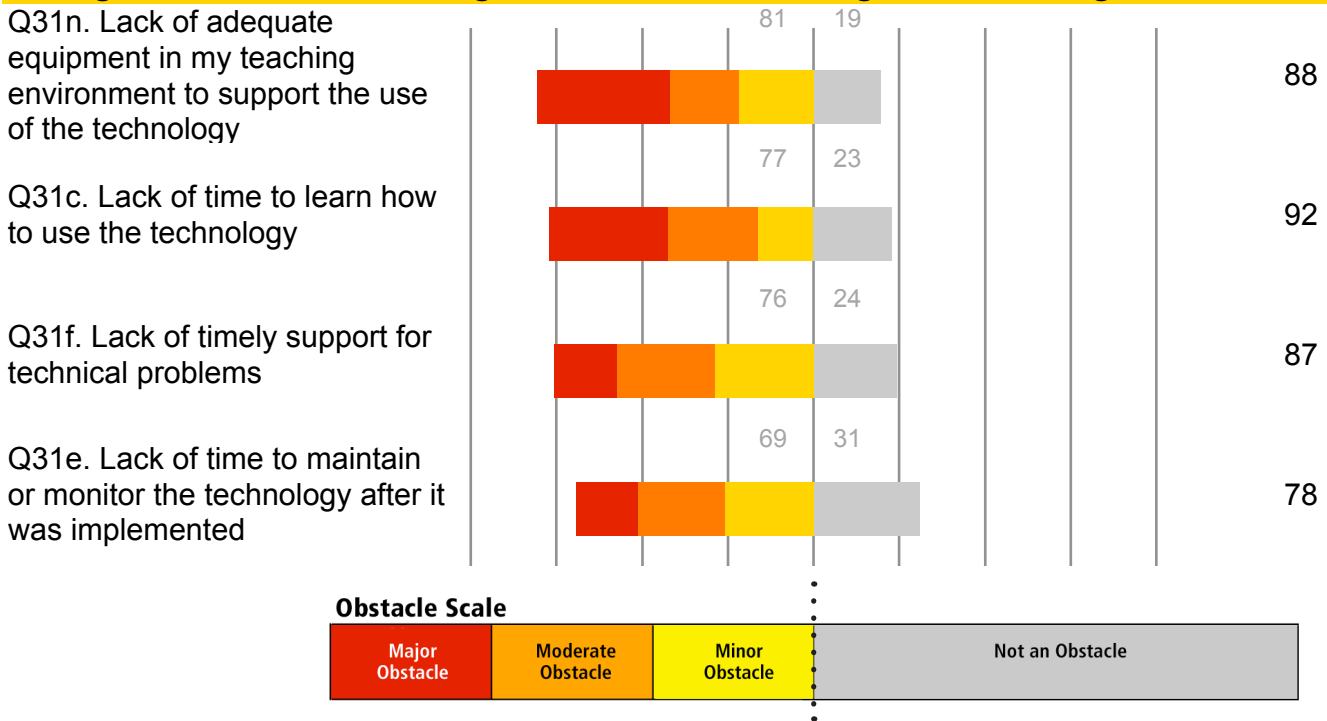 Q31n. Lack of adequate
equipment in my teaching
environment to support the use
of the technology
81 19
88
Q31c. Lack of time to learn how
to use the technology
77 23
92
Q31f. Lack of timely support for
technical problems
76 24
87
Q31e. Lack of time to maintain
or monitor the technology after it
was implemented
69 31
78
Obstacle Scale
Major
Obstacle
Moderate
Obstacle
Minor
Obstacle
Not an Obstacle